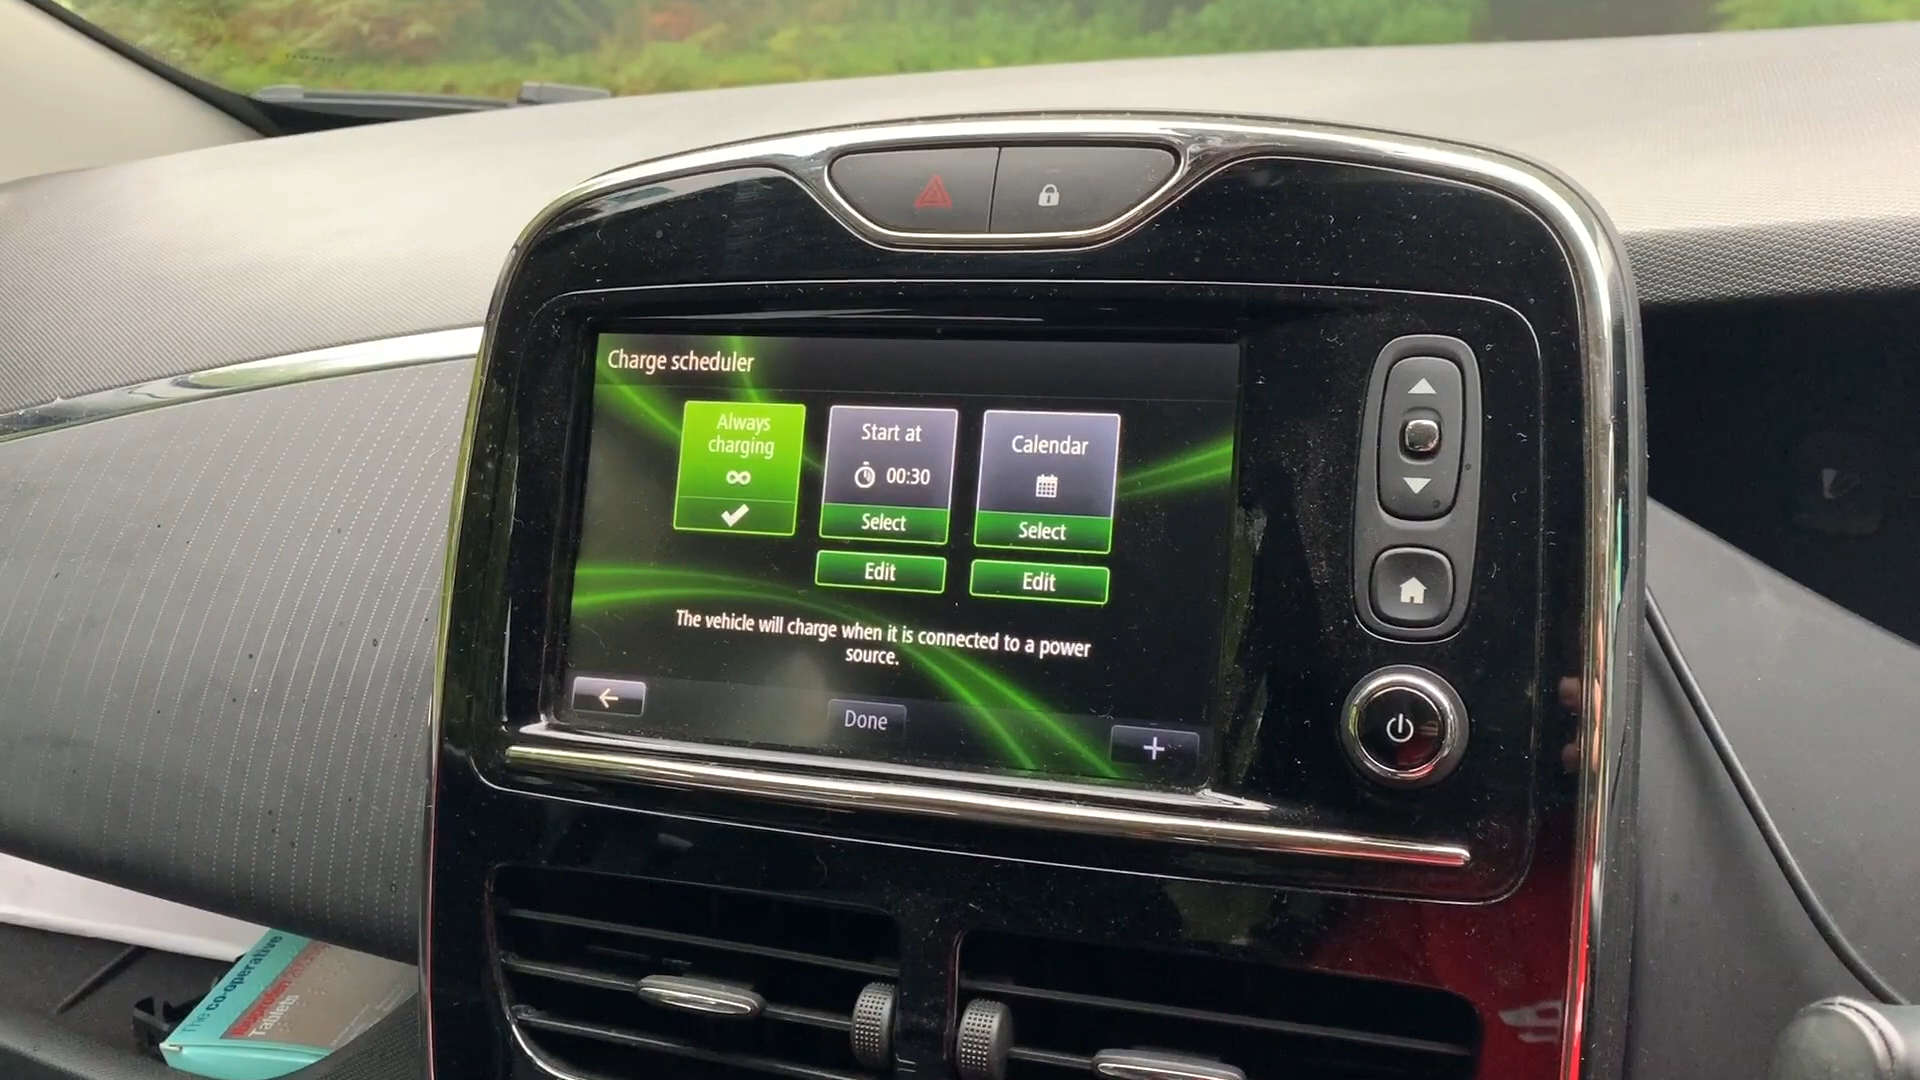 Charge scheduler
Always
charging
Start at
00:30
Select
Edit
Calendar
Select
Edit
The vehicle will charge when it is connected to a power
source.
Done
The co-operative
Tablets